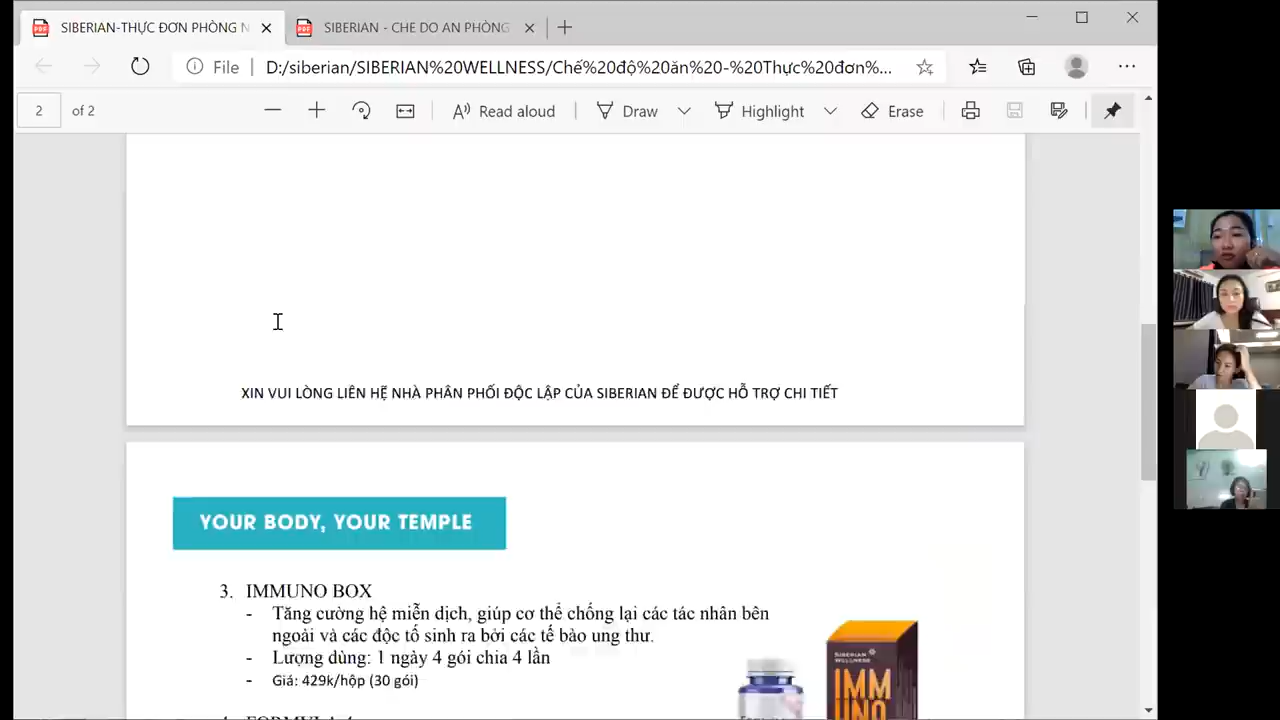 SIBERIAN-THỰC ĐƠN PHÒNG N
SIBERIAN - CHE DO AN PHÒNG
File
D:/siberian/SIBERIAN%20WELLNESS/Chế%20độ%20ăn%20-%20Thực%20đơn%...
2 of 2
Read aloud
Draw
Highlight
Erase
XIN VUI LÒNG LIÊN HỆ NHÀ PHÂN PHỐI ĐỘC LẬP CỦA SIBERIAN ĐỂ ĐƯỢC HỖ TRỢ CHI TIẾT
YOUR BODY, YOUR TEMPLE
3. IMMUNO BOX
- Tăng cường hệ miễn dịch, giúp cơ thể chống lại các tác nhân bên
ngoài và các độc tố sinh ra bởi các tế bào ung thư.
- Lượng dùng: 1 ngày 4 gói chia 4 lần
- Giá: 429k/hộp (30 gói)
SIBERIAN
WELLNESS
IMM
UNO